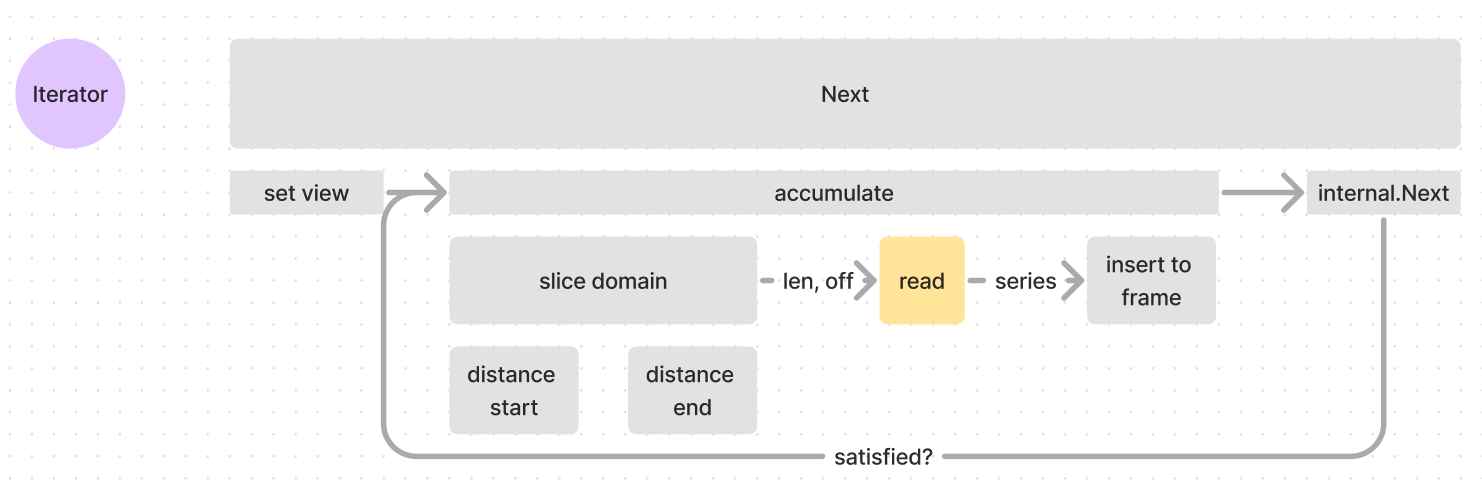 Iterator
Next
set view
accumulate
internal.Next
slice domain
len, off
read
series
insert to
frame
distance
start
distance
end
satisfied?